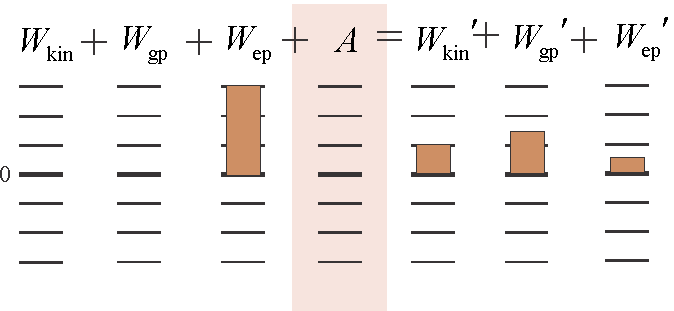 W_kin + W_gp + W_ep + A = W_kin′ + W_gp′ + W_ep′
0